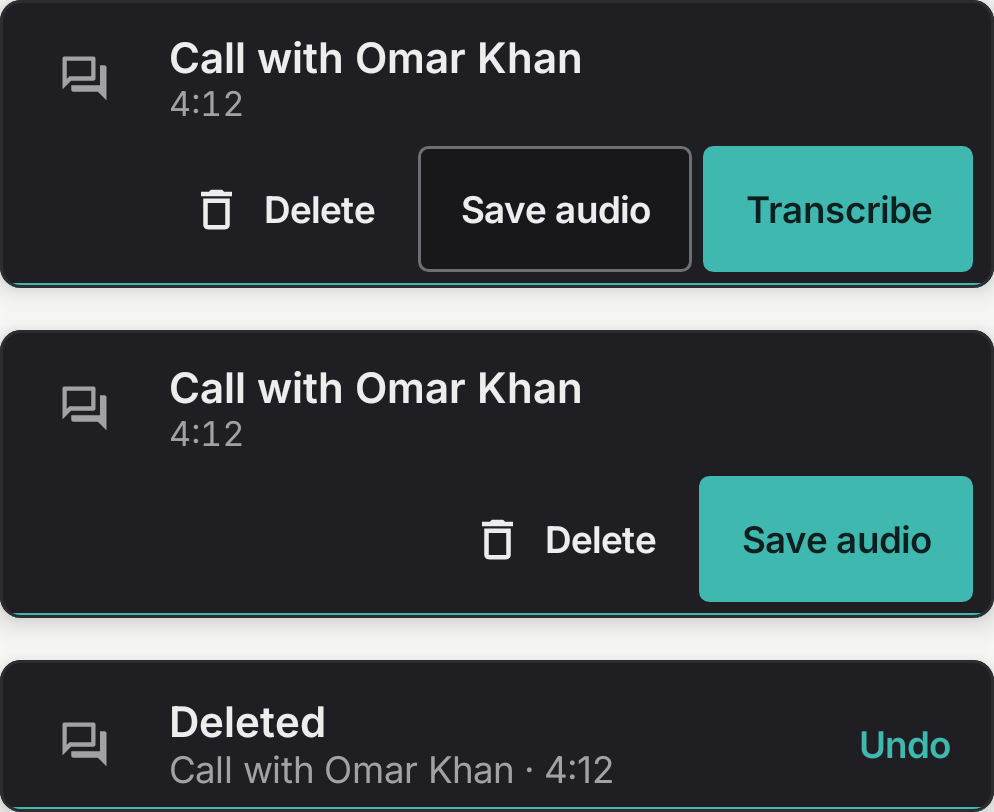 Call with Omar Khan
4:12
Delete Save audio Transcribe
Call with Omar Khan
4:12
Delete Save audio
Deleted
Call with Omar Khan · 4:12
Undo